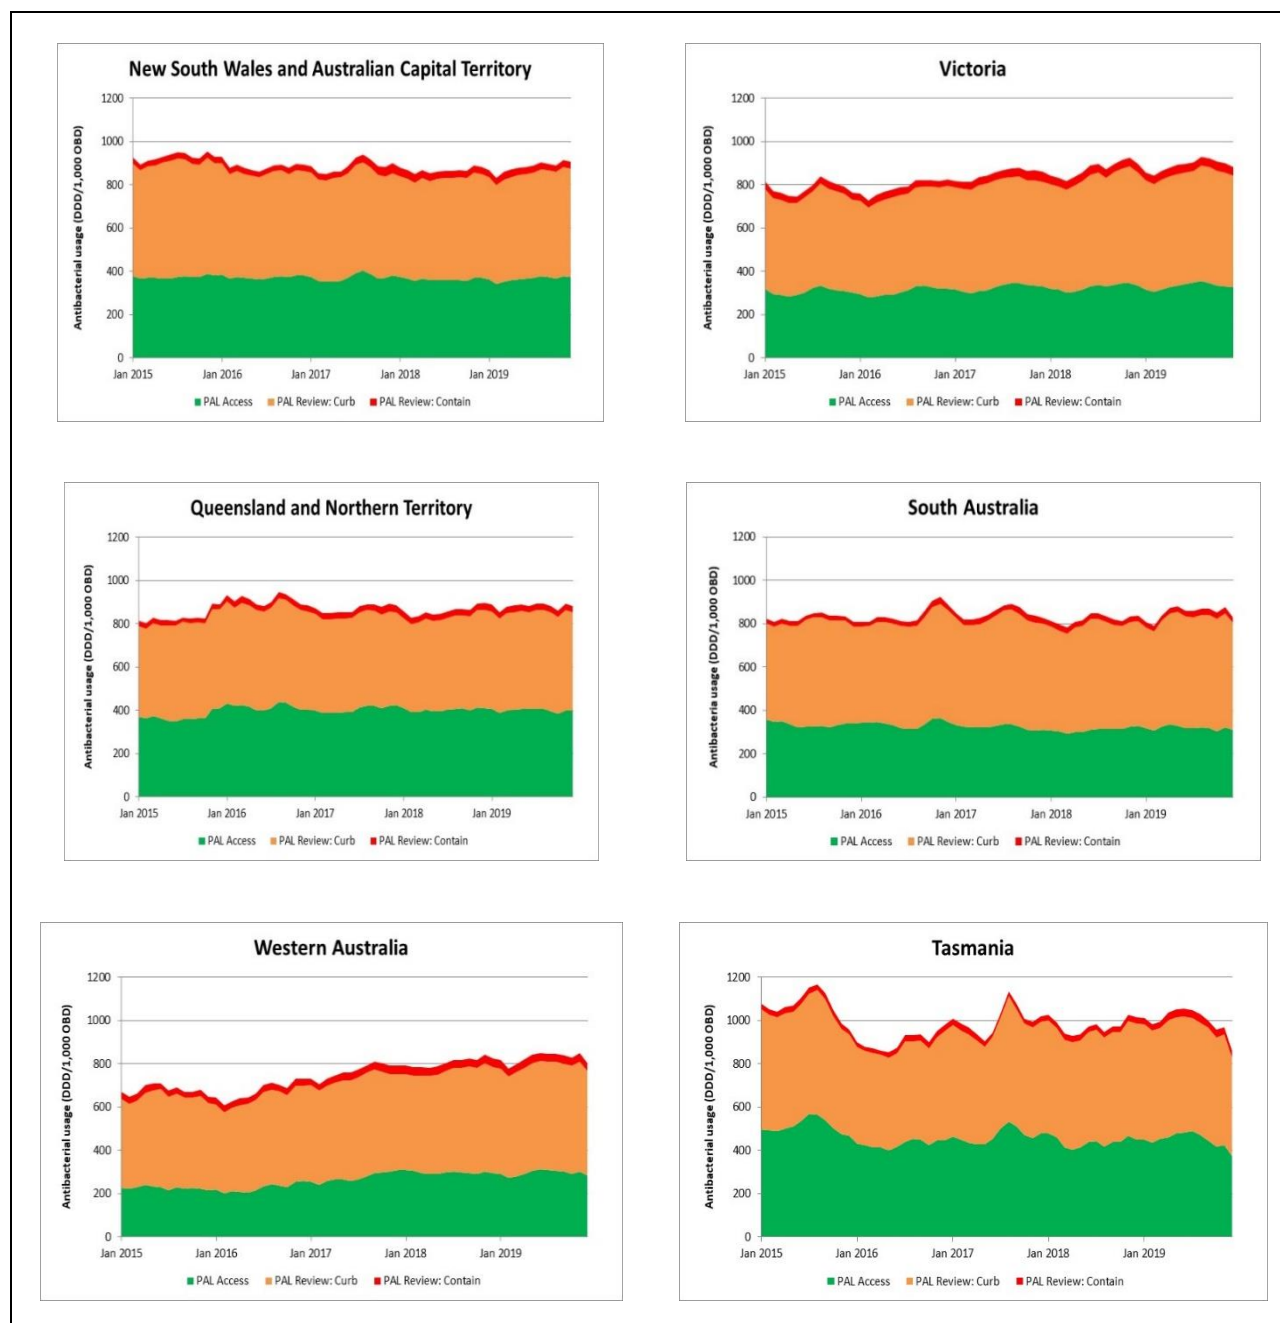 New South Wales and Australian Capital Territory
Antibacterial usage (DDD/1,000 OBD)
1200
1000
800
600
400
200
0
Jan 2015 Jan 2016 Jan 2017 Jan 2018 Jan 2019
PAL Access PAL Review: Curb PAL Review: Contain
Victoria
Antibacterial usage (DDD/1,000 OBD)
1200
1000
800
600
400
200
0
Jan 2015 Jan 2016 Jan 2017 Jan 2018 Jan 2019
PAL Access PAL Review: Curb PAL Review: Contain
Queensland and Northern Territory
Antibacterial usage (DDD/1,000 OBD)
1200
1000
800
600
400
200
0
Jan 2015 Jan 2016 Jan 2017 Jan 2018 Jan 2019
PAL Access PAL Review: Curb PAL Review: Contain
South Australia
Antibacteria usage (DDD/1,000 OBD)
1200
1000
800
600
400
200
0
Jan 2015 Jan 2016 Jan 2017 Jan 2018 Jan 2019
PAL Access PAL Review: Curb PAL Review: Contain
Western Australia
Antibacterial usage (DDD/1,000 OBD)
1200
1000
800
600
400
200
0
Jan 2015 Jan 2016 Jan 2017 Jan 2018 Jan 2019
PAL Access PAL Review: Curb PAL Review: Contain
Tasmania
Antibacterial usage (DDD/1,000 OBD)
1200
1000
800
600
400
200
0
Jan 2015 Jan 2016 Jan 2017 Jan 2018 Jan 2019
PAL Access PAL Review: Curb PAL Review: Contain